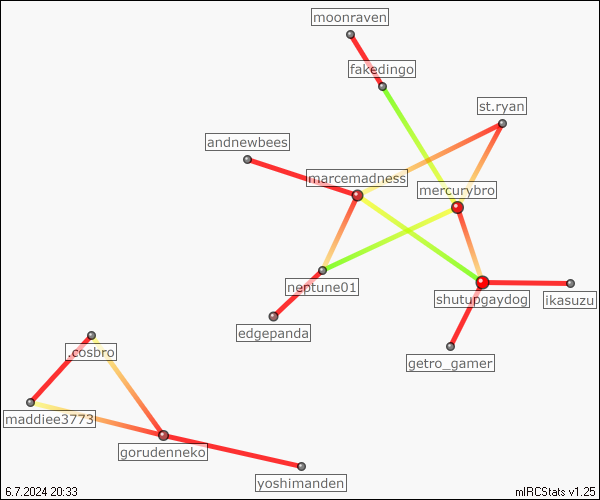 moonraven
fakedingo
st.ryan
andnewbees
marcemadness
mercurybro
neptune01
shutupgaydog
ikasuzu
edgepanda
getro_gamer
.cosbro
maddiee3773
gorudenneko
yoshimanden
6.7.2024 20:33
mIRCStats v1.25